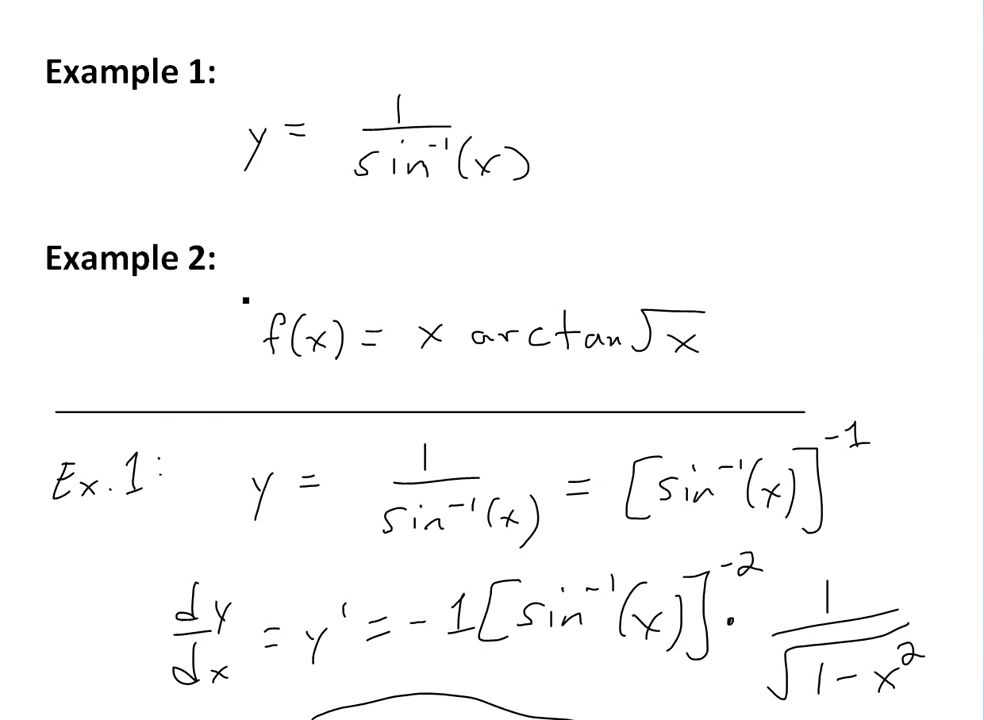 Example 1:
y = 1/sin⁻¹(x)
Example 2:
f(x) = x arctan√x
Ex. 1: y = 1/sin⁻¹(x) = [sin⁻¹(x)]⁻¹
dy/dx = y' = -1[sin⁻¹(x)]⁻² · 1/√(1-x²)